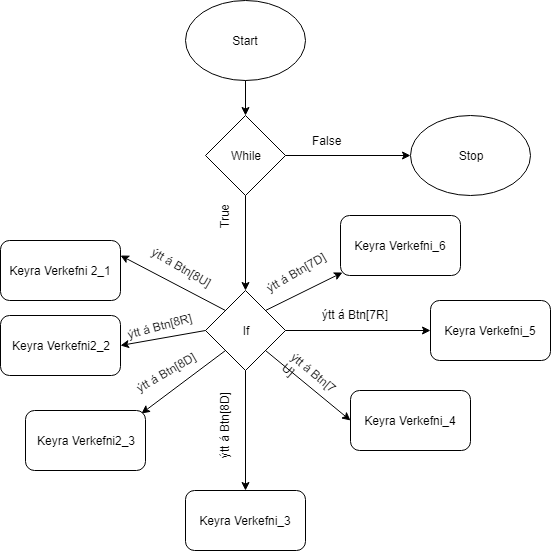 Start
While
False
Stop
True
ýtt á Btn[8U]
Keyra Verkefni 2_1
ýtt á Btn[7D]
Keyra Verkefni_6
If
ýtt á Btn[8R]
Keyra Verkefni2_2
ýtt á Btn[7R]
Keyra Verkefni_5
ýtt á Btn[8D]
Keyra Verkefni2_3
ýtt á Btn[8D]
Keyra Verkefni_3
ýtt á Btn[7
U]
Keyra Verkefni_4